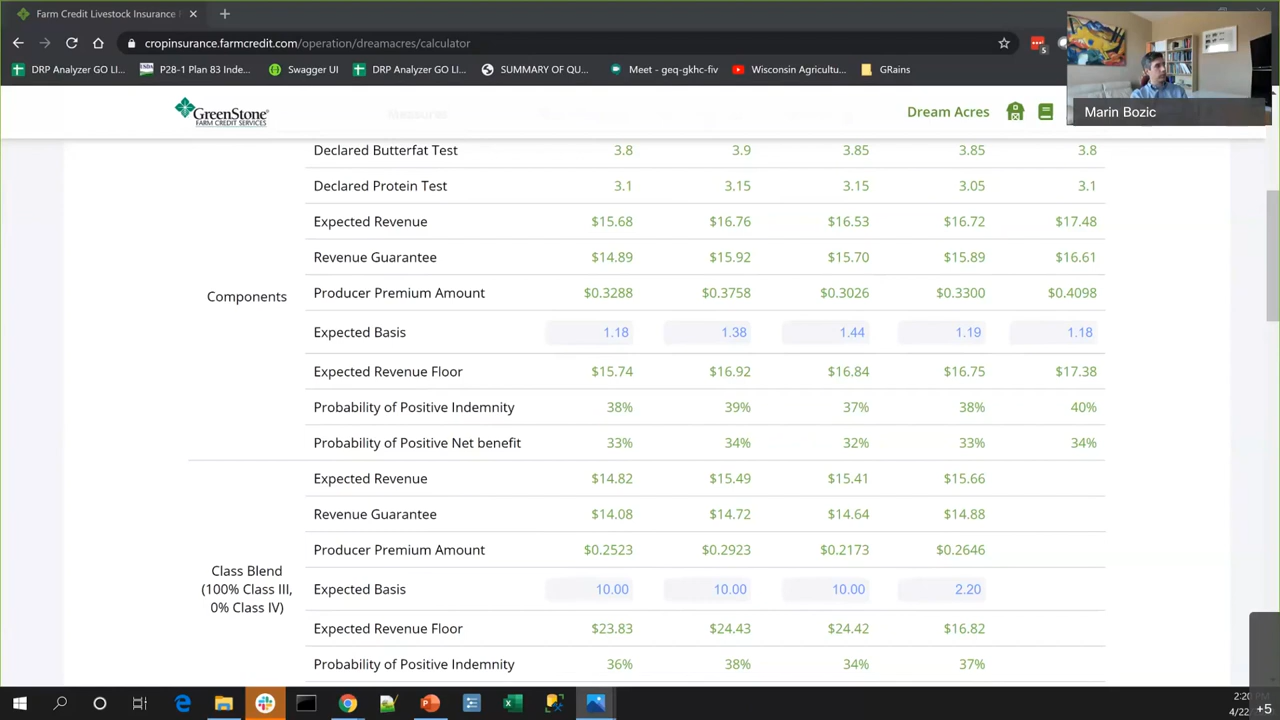 Farm Credit Livestock Insurance
cropinsurance.farmcredit.com/operation/dreamacres/calculator
DRP Analyzer GO LI... P28-1 Plan 83 Inde... Swagger UI DRP Analyzer GO LI... SUMMARY OF QU... Meet - geq-gkhc-fiv Wisconsin Agricultu... GRains
5
GreenStone
FARM CREDIT SERVICES
Dream Acres
Marin Bozic
Measures
Declared Butterfat Test 3.8 3.9 3.85 3.85 3.8
Declared Protein Test 3.1 3.15 3.15 3.05 3.1
Expected Revenue $15.68 $16.76 $16.53 $16.72 $17.48
Revenue Guarantee $14.89 $15.92 $15.70 $15.89 $16.61
Components
Producer Premium Amount $0.3288 $0.3758 $0.3026 $0.3300 $0.4098
Expected Basis 1.18 1.38 1.44 1.19 1.18
Expected Revenue Floor $15.74 $16.92 $16.84 $16.75 $17.38
Probability of Positive Indemnity 38% 39% 37% 38% 40%
Probability of Positive Net benefit 33% 34% 32% 33% 34%
Expected Revenue $14.82 $15.49 $15.41 $15.66
Revenue Guarantee $14.08 $14.72 $14.64 $14.88
Producer Premium Amount $0.2523 $0.2923 $0.2173 $0.2646
Class Blend
(100% Class III,
0% Class IV)
Expected Basis 10.00 10.00 10.00 2.20
Expected Revenue Floor $23.83 $24.43 $24.42 $16.82
Probability of Positive Indemnity 36% 38% 34% 37%
2:20
4/22
+5